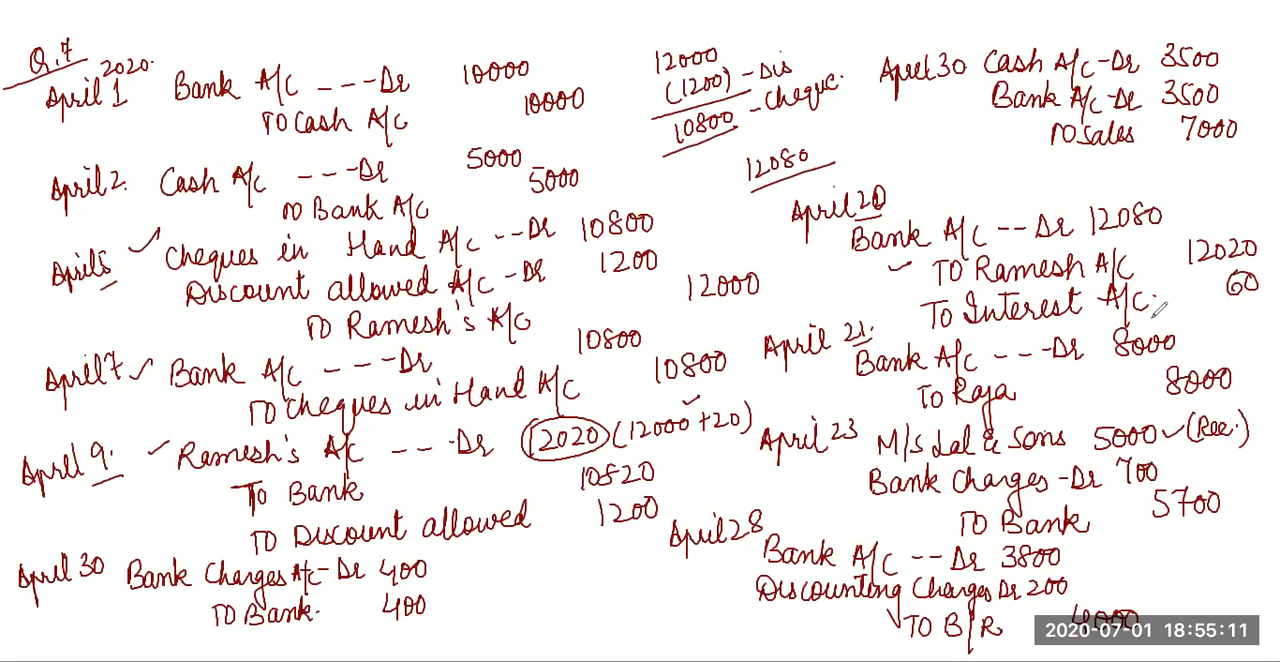 Q.7
2020.
April 1 Bank A/c - - - Dr 10000
TO Cash A/c 10000
April 2. Cash A/c - - - Dr 5000
TO Bank A/c 5000
April 5 Cheques in Hand A/c - - Dr 10800
Discount allowed A/c - Dr 1200
TO Ramesh's A/c 12000
April 7 Bank A/c - - - Dr 10800
TO Cheques in Hand A/c 10800
April 9. Ramesh's A/c - - - Dr 12020 (12000 + 20)
To Bank 10820
TO Discount allowed 1200
April 30 Bank Charges A/c - Dr 400
TO Bank. 400
12000
(1200) - Dis
10800 - Cheque.
12080
April 30 Cash A/c - Dr 3500
Bank A/c - Dr 3500
TO Sales 7000
April 20
Bank A/c - - Dr 12080
TO Ramesh A/c 12020
To Interest A/c. 60
April 21.
Bank A/c - - - Dr 8000
To Raja 8000
April 23 M/s Lal & Sons 5000 (Rec.)
Bank Charges - Dr 700
TO Bank 5700
April 28
Bank A/c - - Dr 3800
Discounting Charges Dr 200
TO B/R 4000
2020-07-01 18:55:11